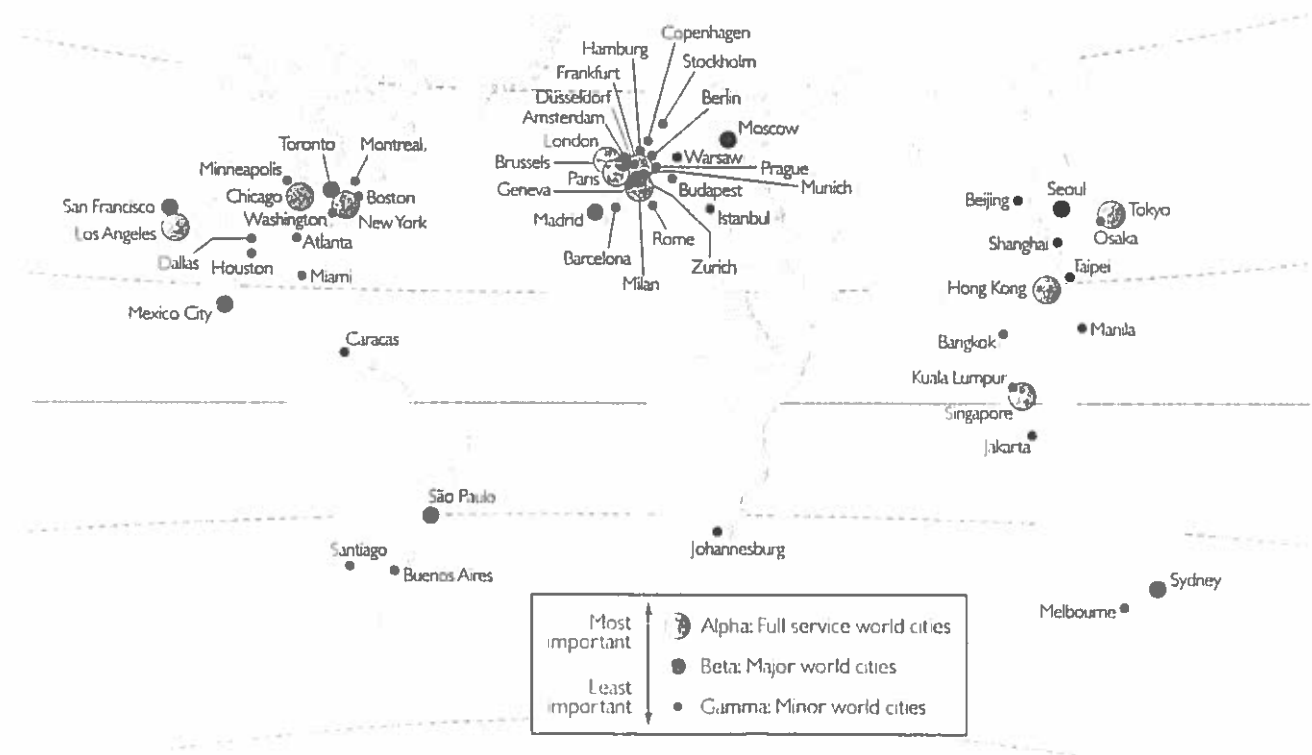 Copenhagen
Hamburg
Stockholm
Frankfurt
Düsseldorf
Berlin
Amsterdam
Moscow
London
Toronto
Montreal,
Brussels
Warsaw
Prague
Minneapolis
Paris
Munich
Chicago
Boston
Geneva
Budapest
Beijing
Seoul
San Francisco
Washington
New York
Madrid
Istanbul
Tokyo
Los Angeles
Atlanta
Rome
Osaka
Shanghai
Dallas
Houston
Barcelona
Zurich
Miami
Milan
Taipei
Hong Kong
Mexico City
Manila
Caracas
Bangkok
Kuala Lumpur
Singapore
Jakarta
São Paulo
Johannesburg
Santiago
Buenos Aires
Sydney
Melbourne
Most
important
Alpha: Full service world cities
Beta: Major world cities
Least
important
Gamma: Minor world cities